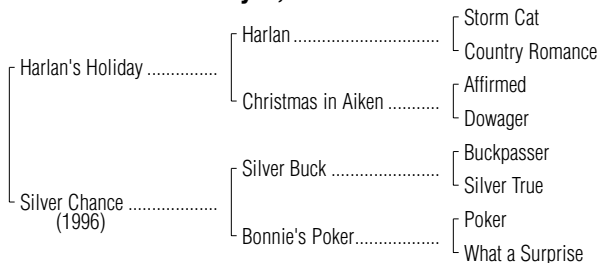 Storm Cat
Harlan........................................
Country Romance
Harlan's Holiday ...............
Affirmed
Christmas in Aiken ...........
Dowager
Buckpasser
Silver Buck .......................
Silver True
Silver Chance ...................
(1996)
Poker
Bonnie's Poker..................
What a Surprise